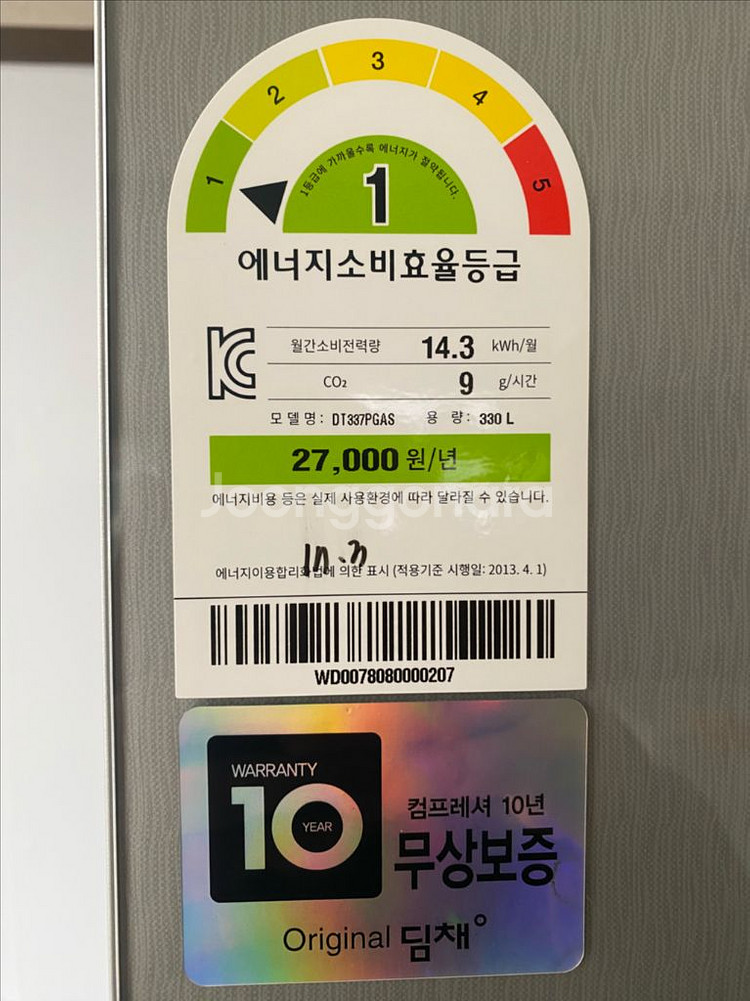 1 2 3 4 5
1등급에 가까울수록 에너지가 절약됩니다.
1
에너지소비효율등급
월간소비전력량 14.3 kWh/월
CO₂ 9 g/시간
모델명: DT337PGAS 용 량: 330 L
27,000 원/년
에너지비용 등은 실제 사용환경에 따라 달라질 수 있습니다.
Joonggonara
에너지이용합리화법에 의한 표시 (적용기준 시행일: 2013. 4. 1)
WD0078080000207
WARRANTY
10
YEAR
컴프레셔 10년
무상보증
Original 딤채